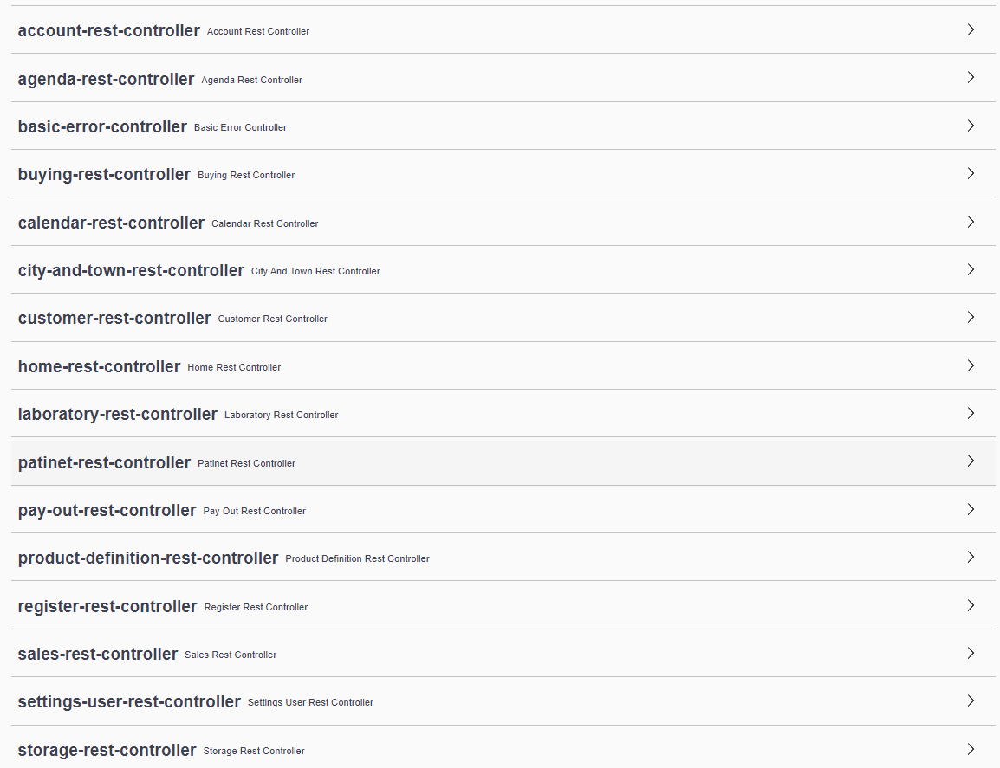 account-rest-controller Account Rest Controller
agenda-rest-controller Agenda Rest Controller
basic-error-controller Basic Error Controller
buying-rest-controller Buying Rest Controller
calendar-rest-controller Calendar Rest Controller
city-and-town-rest-controller City And Town Rest Controller
customer-rest-controller Customer Rest Controller
home-rest-controller Home Rest Controller
laboratory-rest-controller Laboratory Rest Controller
patinet-rest-controller Patinet Rest Controller
pay-out-rest-controller Pay Out Rest Controller
product-definition-rest-controller Product Definition Rest Controller
register-rest-controller Register Rest Controller
sales-rest-controller Sales Rest Controller
settings-user-rest-controller Settings User Rest Controller
storage-rest-controller Storage Rest Controller